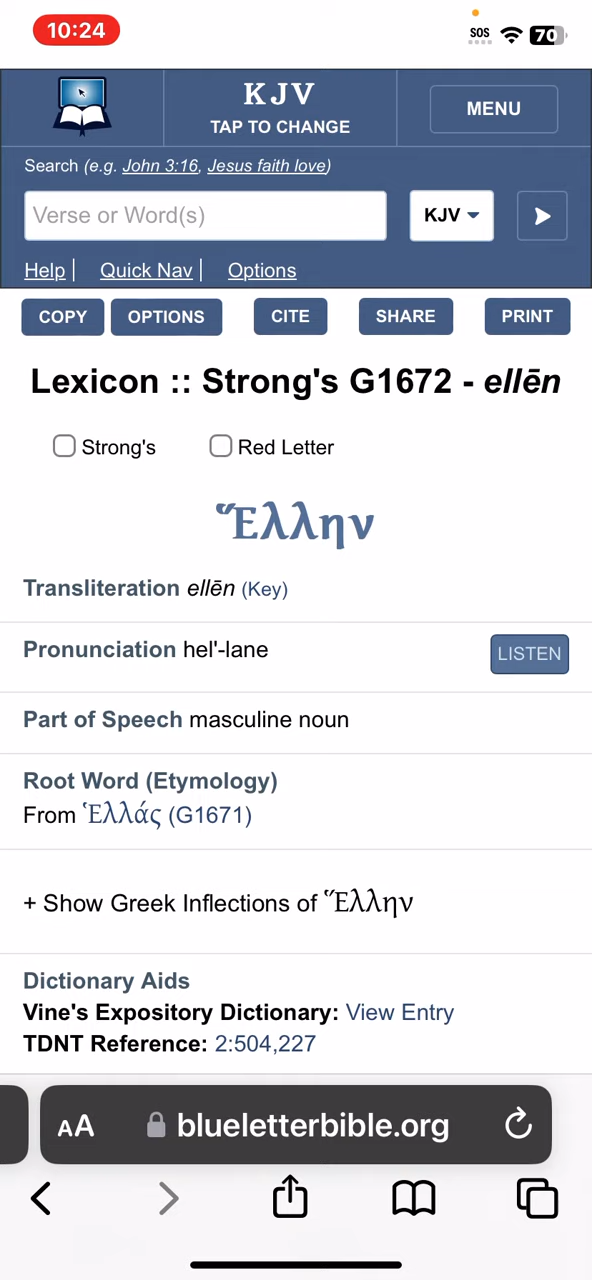 10:24
SOS 70
KJV
TAP TO CHANGE
MENU
Search (e.g. John 3:16, Jesus faith love)
Verse or Word(s)
KJV
Help | Quick Nav | Options
COPY OPTIONS CITE SHARE PRINT
Lexicon :: Strong's G1672 - ellēn
Strong's Red Letter
Ἕλλην
Transliteration ellēn (Key)
Pronunciation hel'-lane
LISTEN
Part of Speech masculine noun
Root Word (Etymology)
From Ἑλλάς (G1671)
+ Show Greek Inflections of Ἕλλην
Dictionary Aids
Vine's Expository Dictionary: View Entry
TDNT Reference: 2:504,227
AA blueletterbible.org